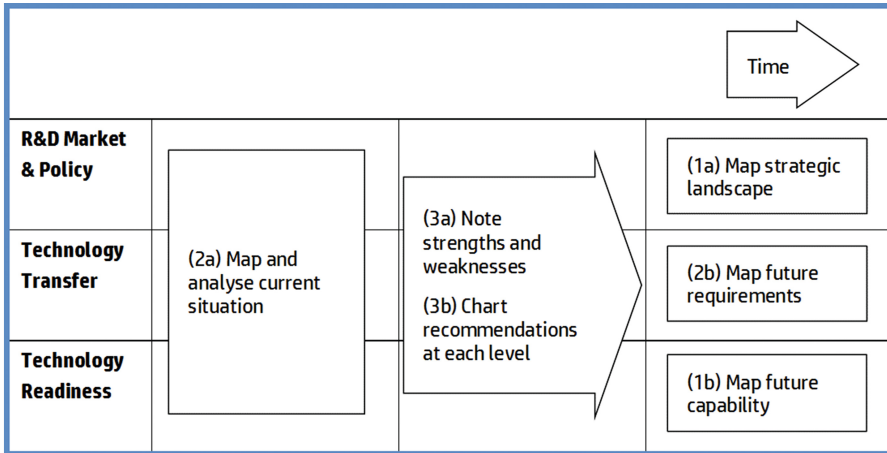 Time
R&D Market
& Policy
(1a) Map strategic
landscape
(3a) Note
strengths and
weaknesses
(2a) Map and
analyse current
situation
Technology
Transfer
(2b) Map future
requirements
(3b) Chart
recommendations
at each level
Technology
Readiness
(1b) Map future
capability